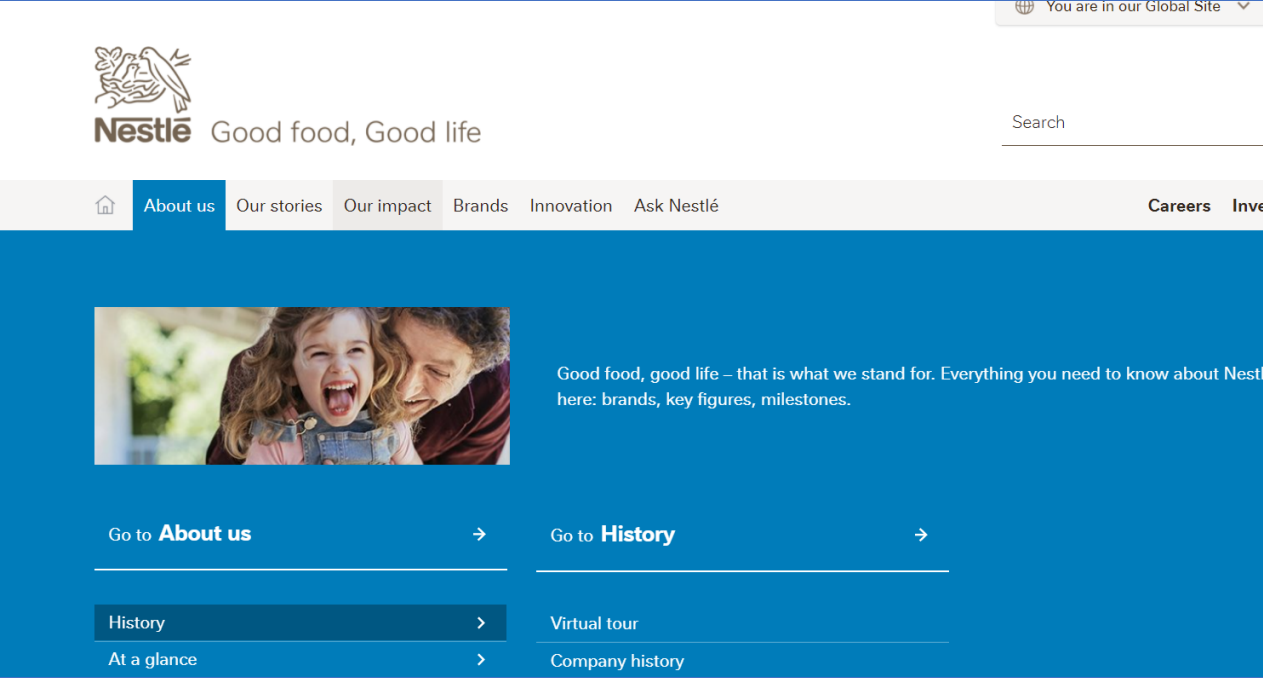 You are in our Global Site
Nestlé Good food, Good life
Search
About us Our stories Our impact Brands Innovation Ask Nestlé Careers
Good food, good life – that is what we stand for. Everything you need to know about
here: brands, key figures, milestones.
Go to About us
Go to History
History
At a glance
Virtual tour
Company history